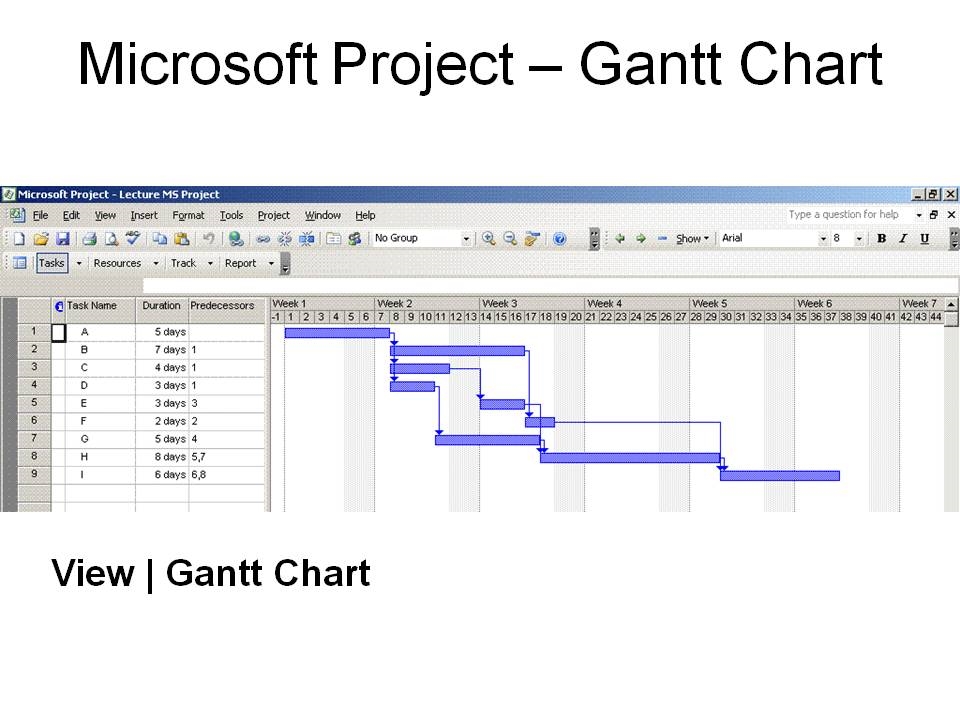 Microsoft Project – Gantt Chart
Microsoft Project - Lecture MS Project
File Edit View Insert Format Tools Project Window Help Type a question for help
No Group Show Arial 8 B I U
Tasks Resources Track Report
Task Name Duration Predecessors Week 1 Week 2 Week 3 Week 4 Week 5 Week 6 Week 7
-1 1 2 3 4 5 6 7 8 9 10 11 12 13 14 15 16 17 18 19 20 21 22 23 24 25 26 27 28 29 30 31 32 33 34 35 36 37 38 39 40 41 42 43 44
1 A 5 days
2 B 7 days 1
3 C 4 days 1
4 D 3 days 1
5 E 3 days 3
6 F 2 days 2
7 G 5 days 4
8 H 8 days 5,7
9 I 6 days 6,8
View | Gantt Chart